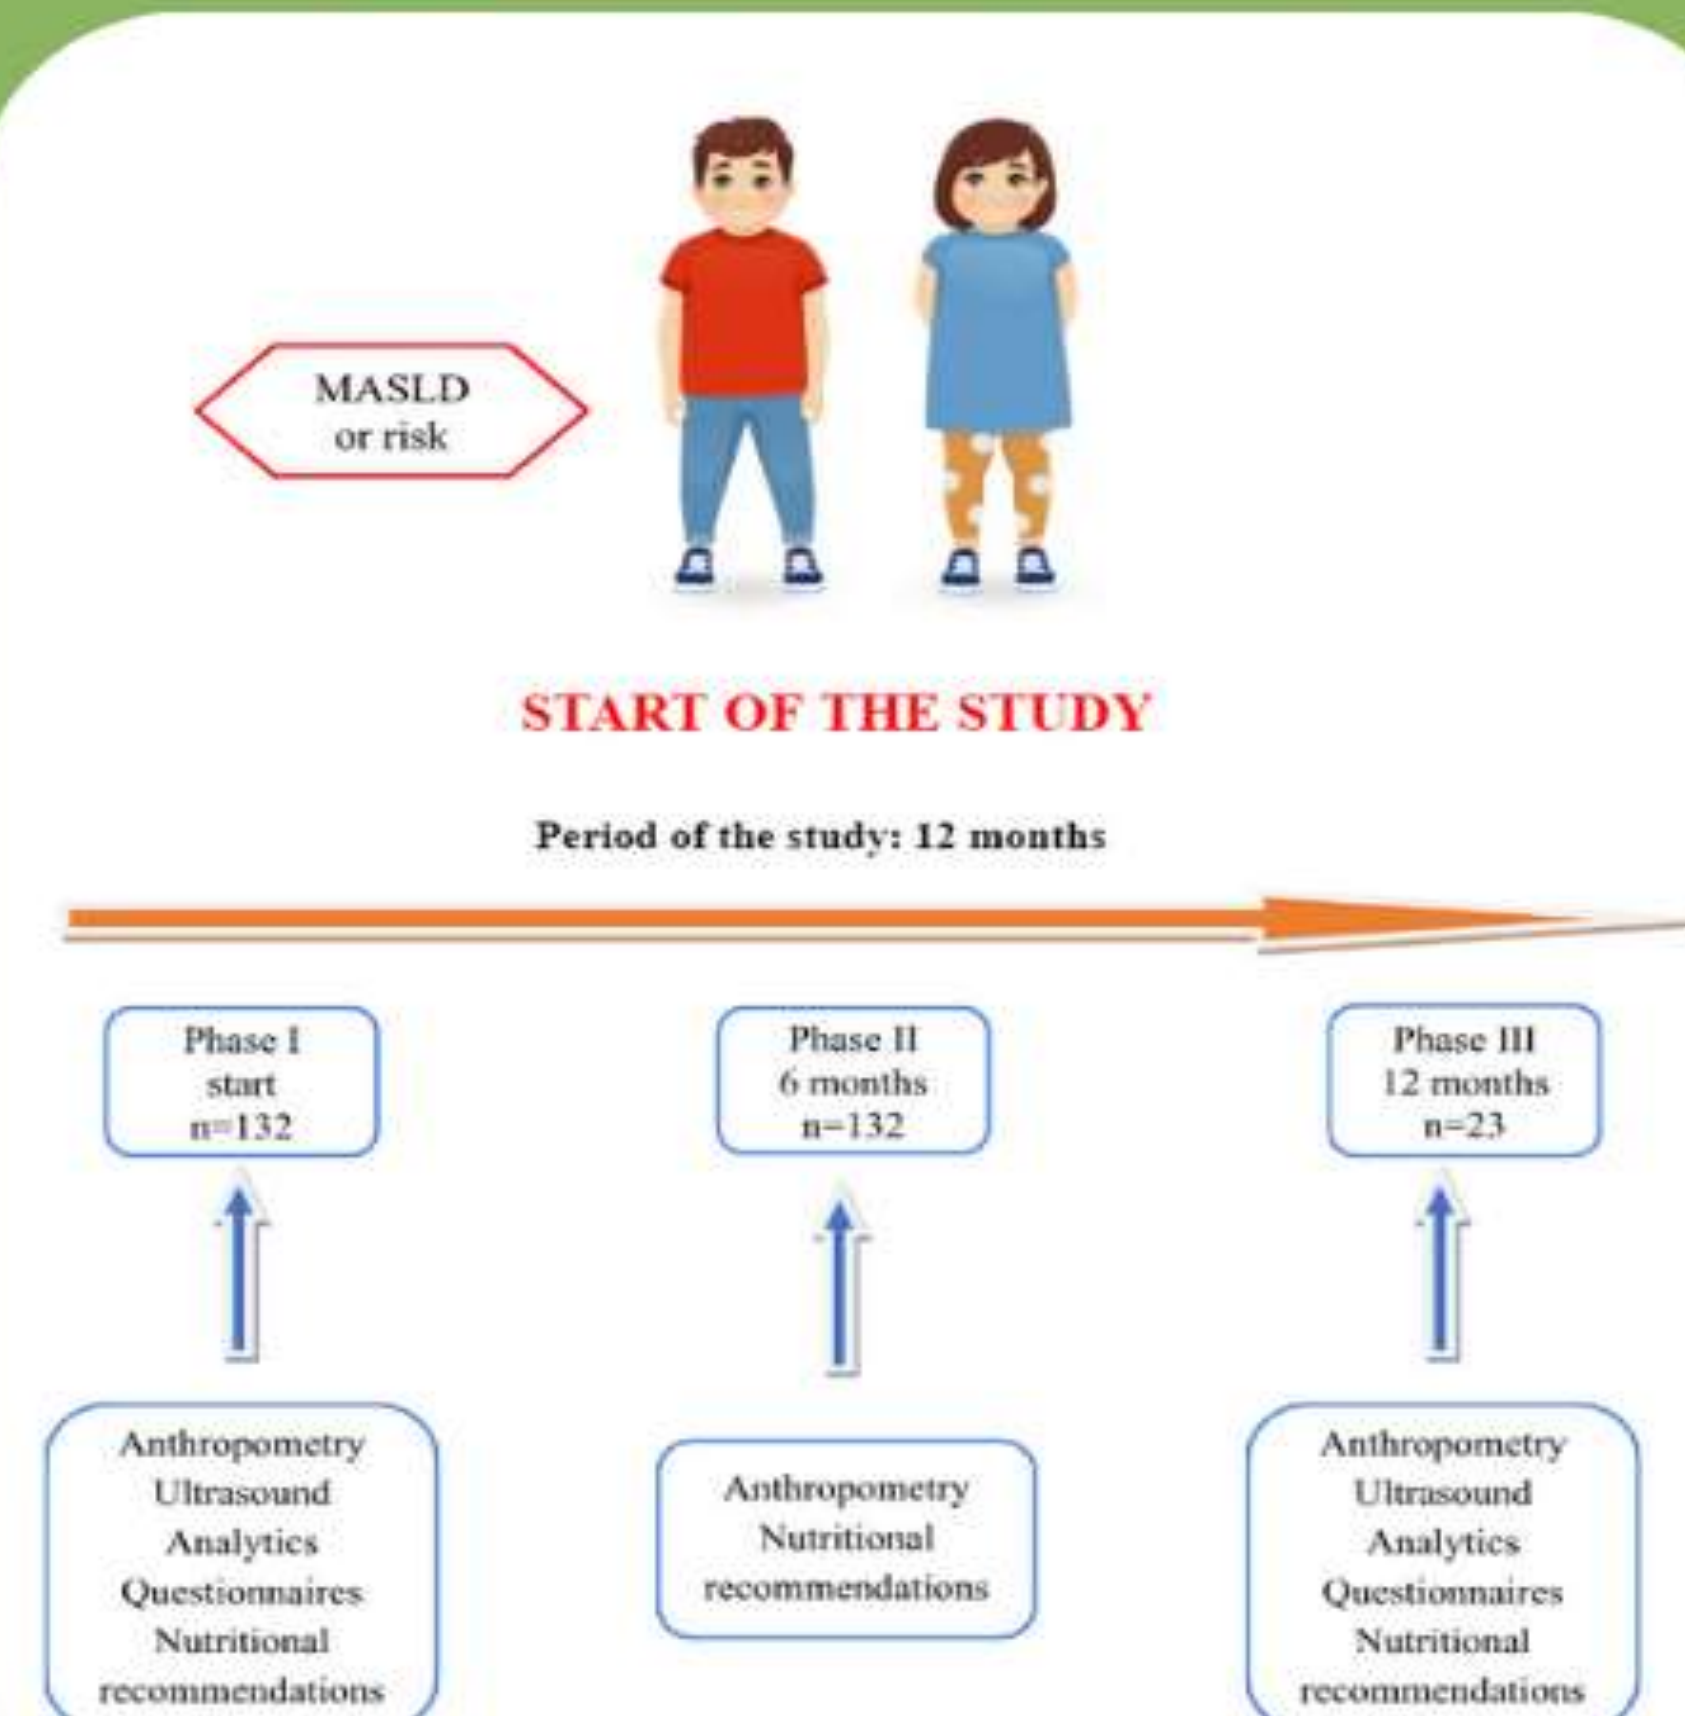 MASLD
or risk
START OF THE STUDY
Period of the study: 12 months
Phase I
start
n=132
Phase II
6 months
n=132
Phase III
12 months
n=23
Anthropometry
Ultrasound
Analytics
Questionnaires
Nutritional
recommendations
Anthropometry
Nutritional
recommendations
Anthropometry
Ultrasound
Analytics
Questionnaires
Nutritional
recommendations